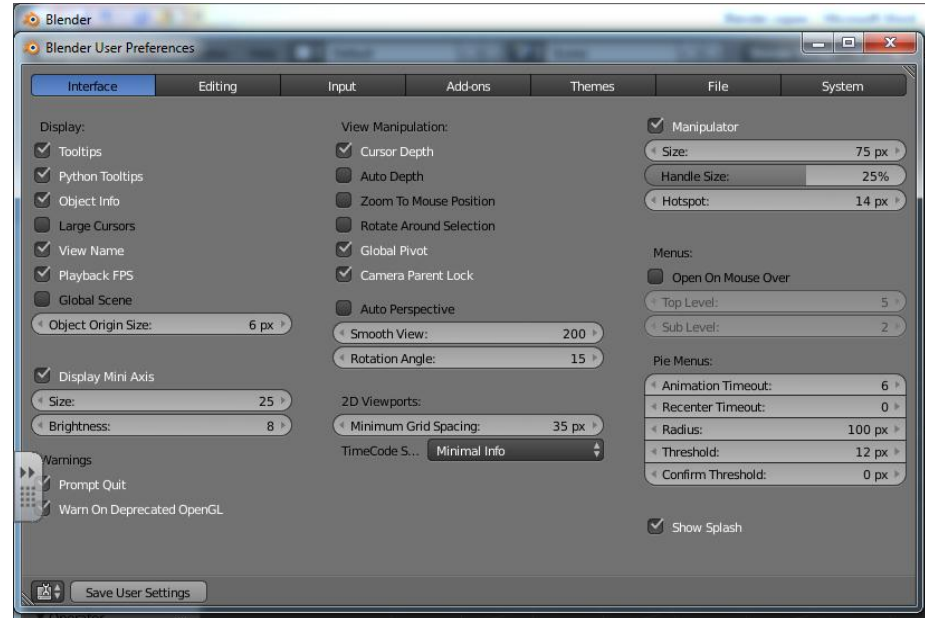 Blender
Blender User Preferences
Interface Editing Input Add-ons Themes File System
Display:
Tooltips
Python Tooltips
Object Info
Large Cursors
View Name
Playback FPS
Global Scene
Object Origin Size: 6 px
Display Mini Axis
Size: 25
Brightness: 8
Warnings
Prompt Quit
Warn On Deprecated OpenGL
View Manipulation:
Cursor Depth
Auto Depth
Zoom To Mouse Position
Rotate Around Selection
Global Pivot
Camera Parent Lock
Auto Perspective
Smooth View: 200
Rotation Angle: 15
2D Viewports:
Minimum Grid Spacing: 35 px
TimeCode S... Minimal Info
Manipulator
Size: 75 px
Handle Size: 25%
Hotspot: 14 px
Menus:
Open On Mouse Over
Top Level: 5
Sub Level: 2
Pie Menus:
Animation Timeout: 6
Recenter Timeout: 0
Radius: 100 px
Threshold: 12 px
Confirm Threshold: 0 px
Show Splash
Save User Settings